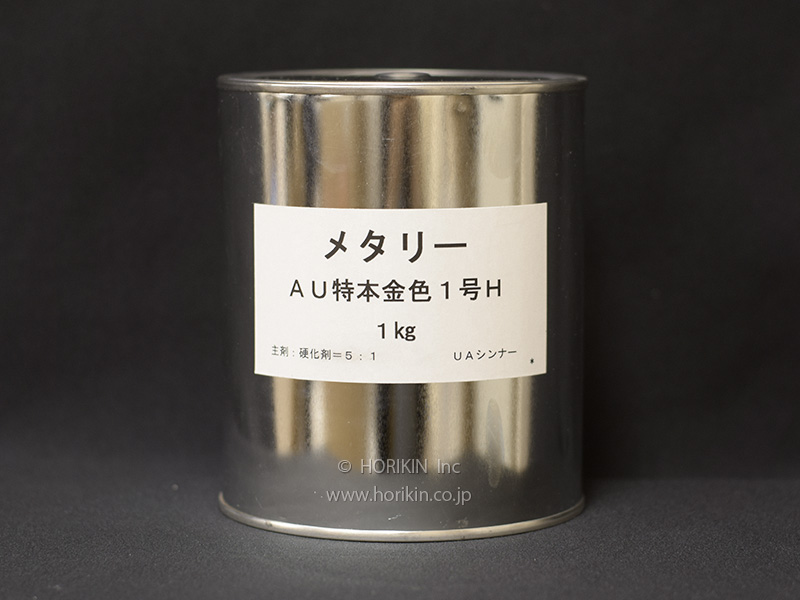 メタリー
ＡＵ特本金色１号Ｈ
１kg
主剤：硬化剤＝５：１　ＵＡシンナー　*
© HORIKIN Inc
www.horikin.co.jp